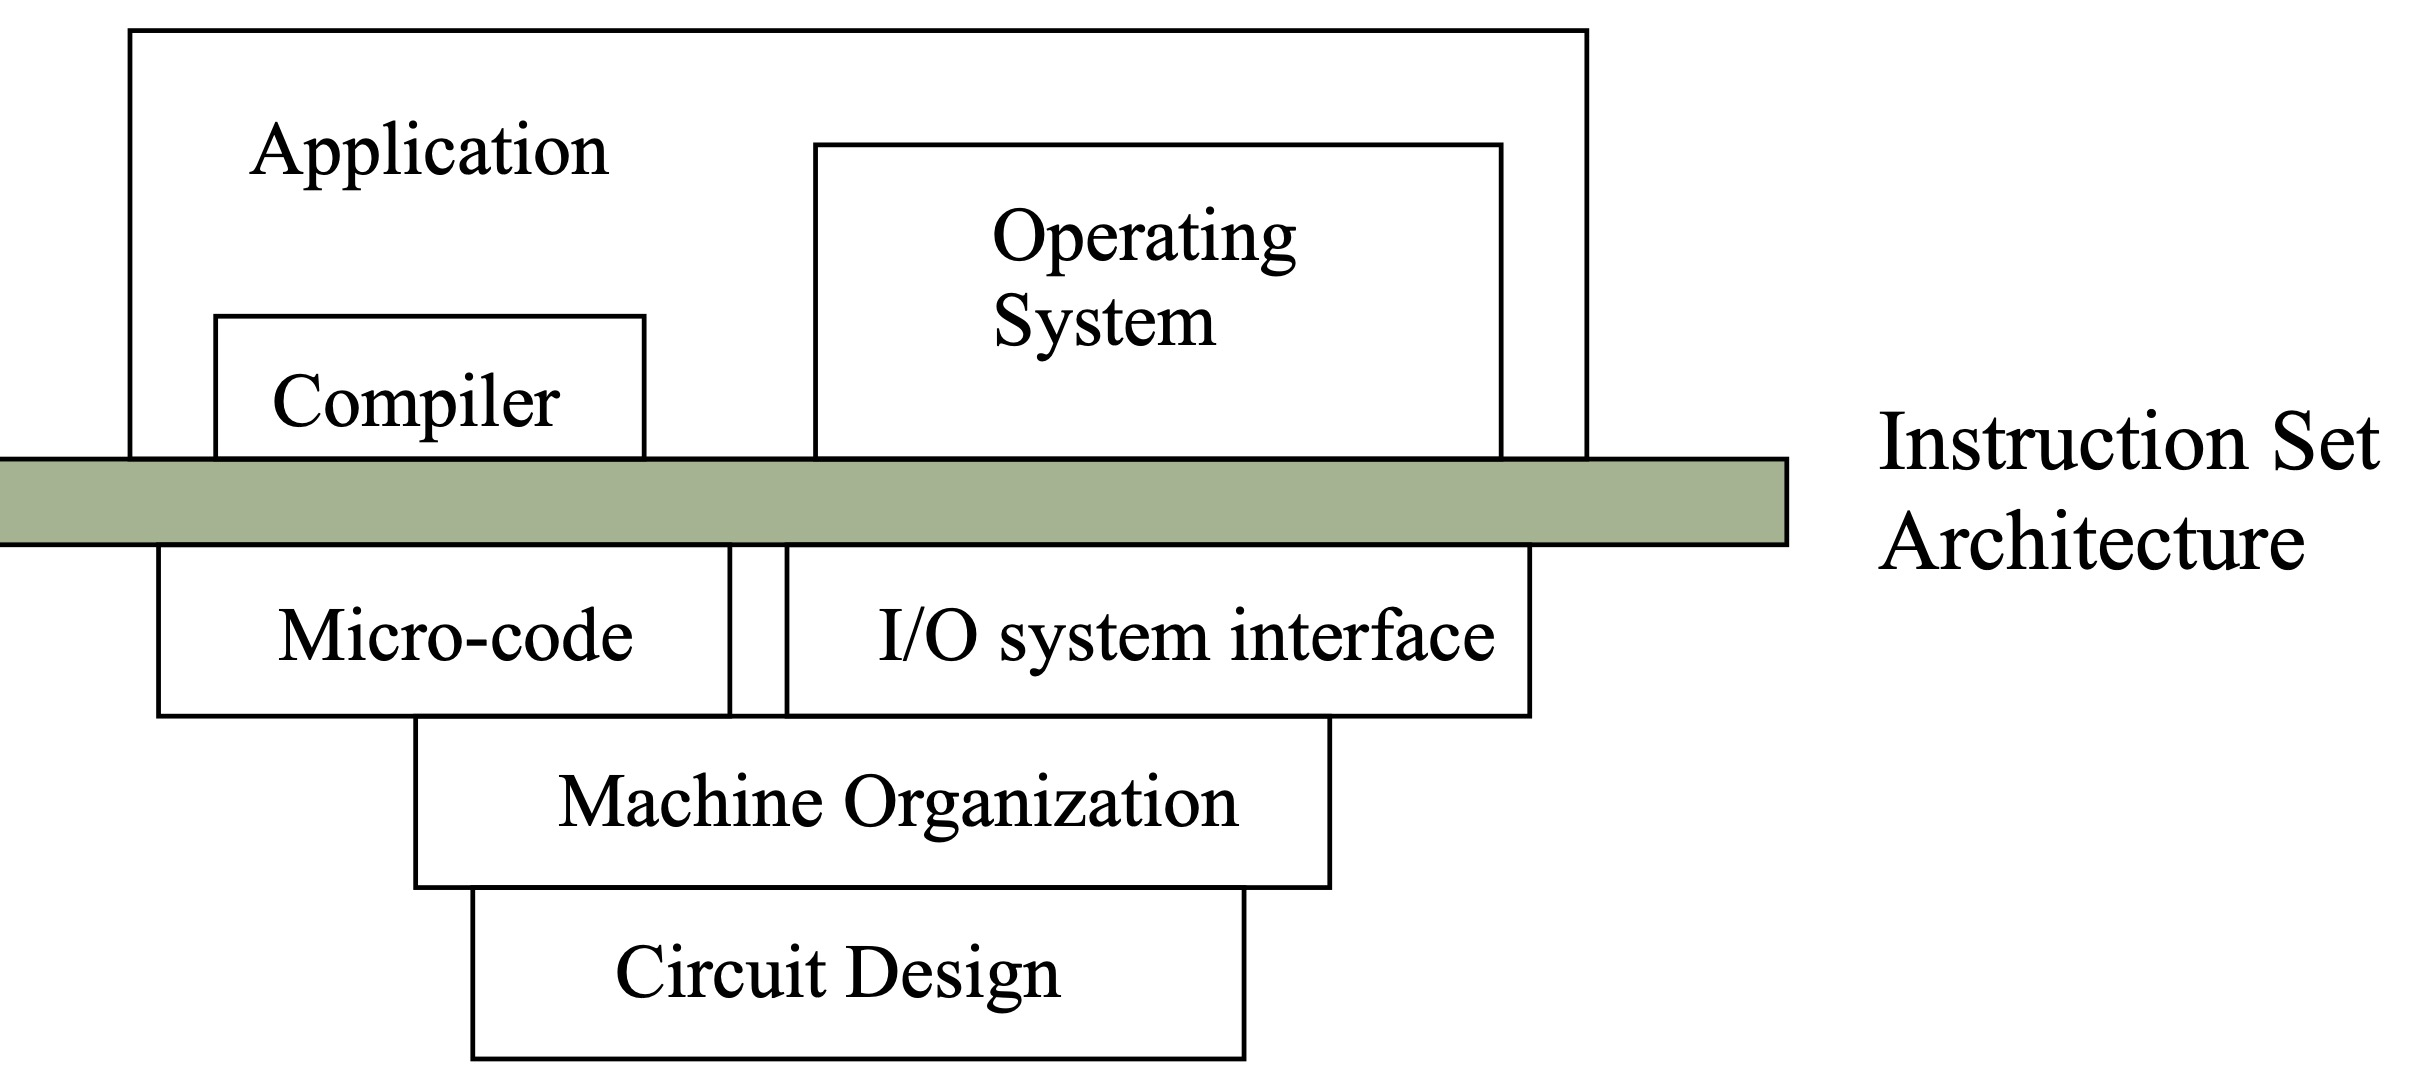 Application
Operating
System
Compiler
Instruction Set
Architecture
Micro-code
I/O system interface
Machine Organization
Circuit Design